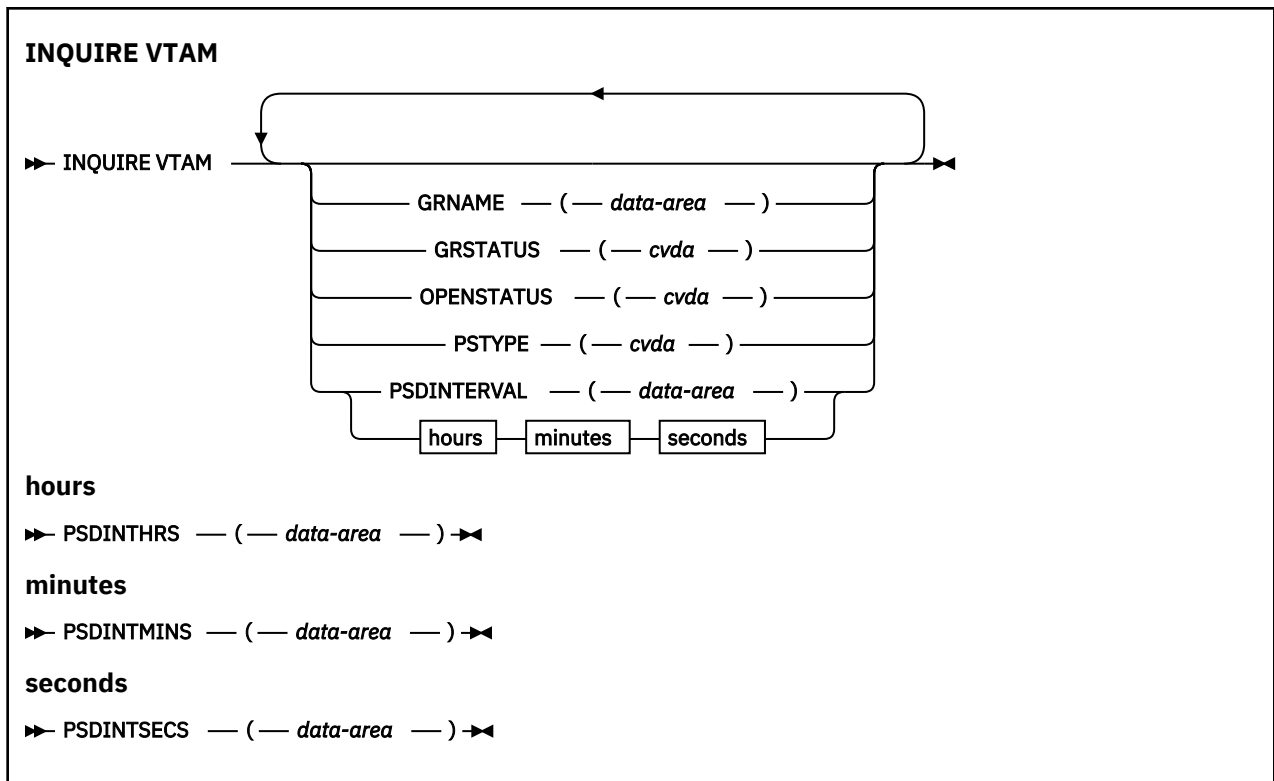 INQUIRE VTAM
INQUIRE VTAM
GRNAME ( data-area )
GRSTATUS ( cvda )
OPENSTATUS ( cvda )
PSTYPE ( cvda )
PSDINTERVAL ( data-area )
hours minutes seconds
hours
PSDINTHRS ( data-area )
minutes
PSDINTMINS ( data-area )
seconds
PSDINTSECS ( data-area )